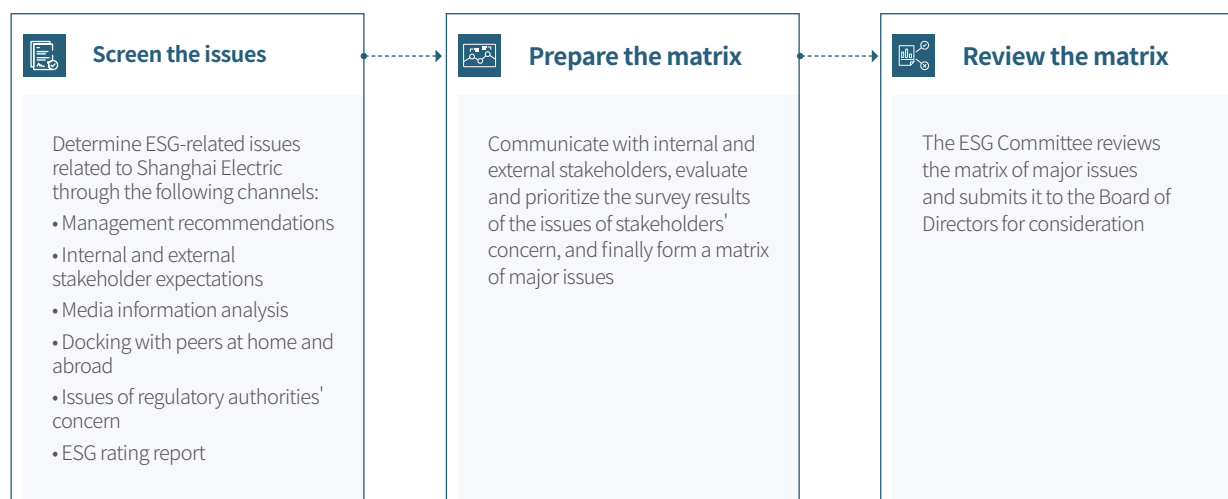 Screen the issues
Determine ESG-related issues
related to Shanghai Electric
through the following channels:
• Management recommendations
• Internal and external
stakeholder expectations
• Media information analysis
• Docking with peers at home and
abroad
• Issues of regulatory authorities'
concern
• ESG rating report
Prepare the matrix
Communicate with internal and
external stakeholders, evaluate
and prioritize the survey results
of the issues of stakeholders'
concern, and finally form a matrix
of major issues
Review the matrix
The ESG Committee reviews
the matrix of major issues
and submits it to the Board of
Directors for consideration